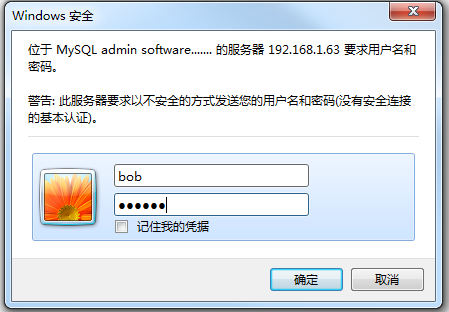 Windows 安全
位于 MySQL admin software....... 的服务器 192.168.1.63 要求用户名和
密码。
警告: 此服务器要求以不安全的方式发送您的用户名和密码(没有安全连接
的基本认证)。
bob
●●●●●●
记住我的凭据
确定
取消